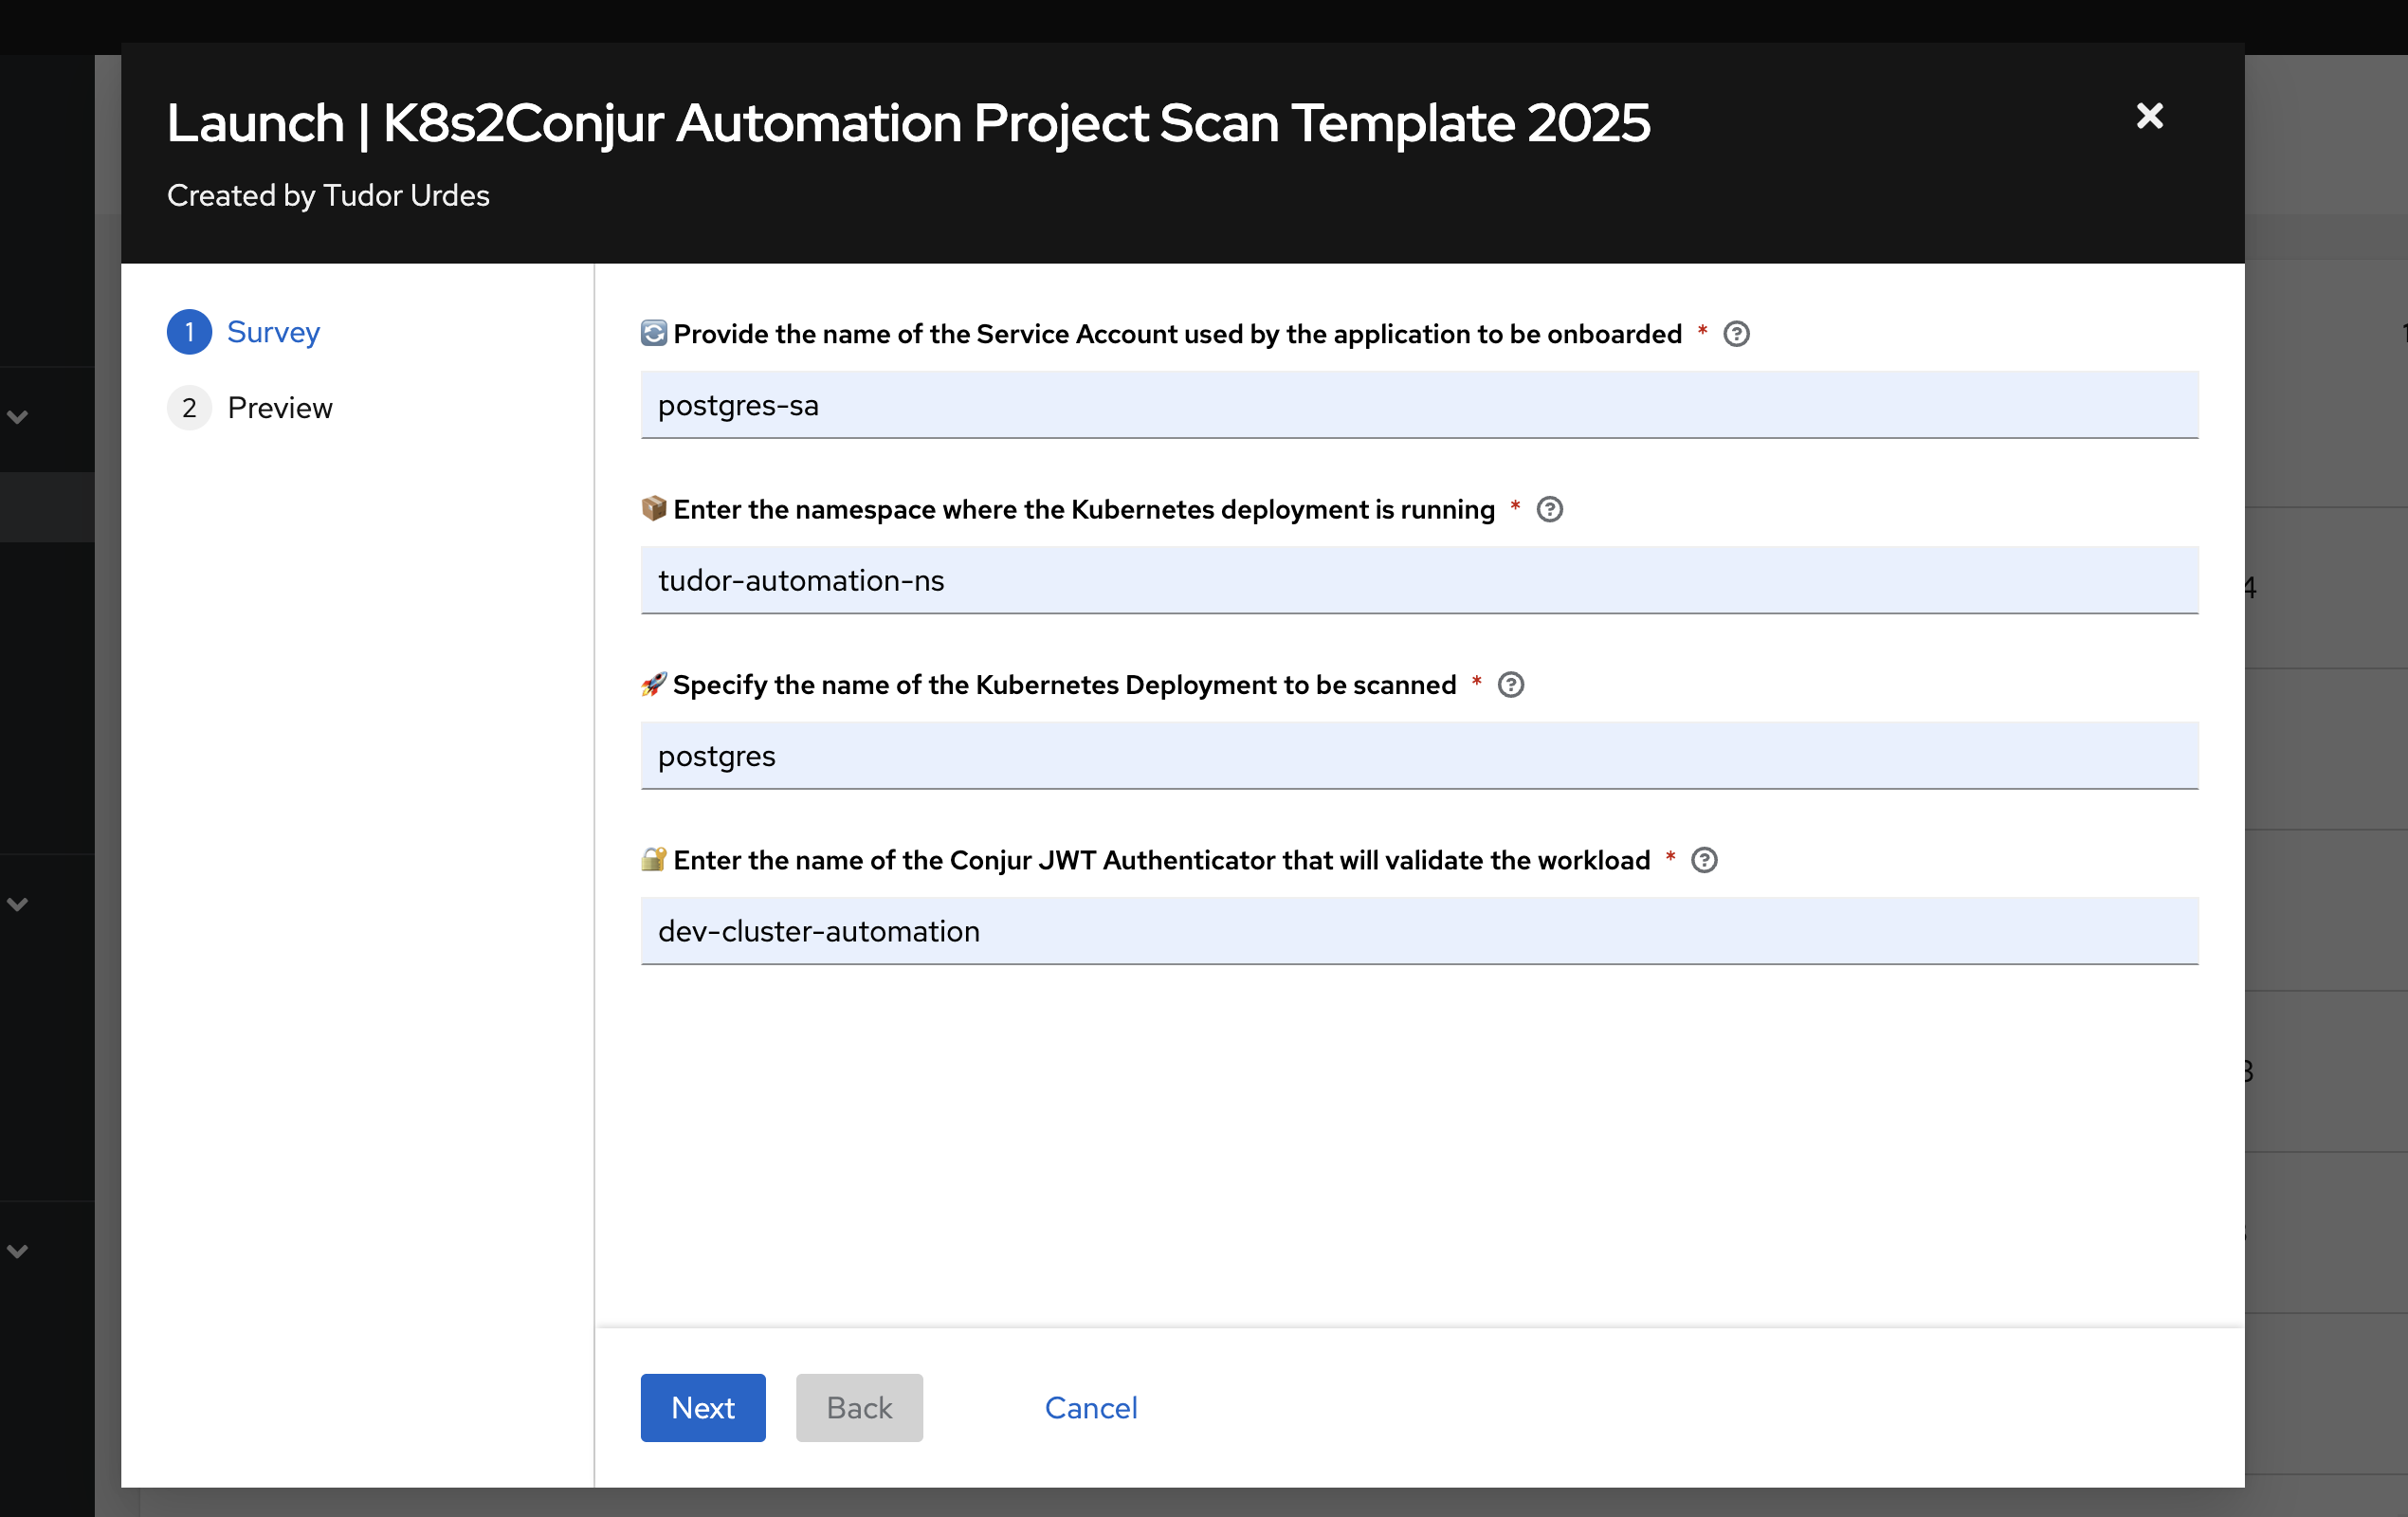 Launch | K8s2Conjur Automation Project Scan Template 2025
Created by Tudor Urdes
1 Survey
2 Preview
🔄 Provide the name of the Service Account used by the application to be onboarded *
postgres-sa
📦 Enter the namespace where the Kubernetes deployment is running *
tudor-automation-ns
🚀 Specify the name of the Kubernetes Deployment to be scanned *
postgres
🔐 Enter the name of the Conjur JWT Authenticator that will validate the workload *
dev-cluster-automation
Next Back Cancel